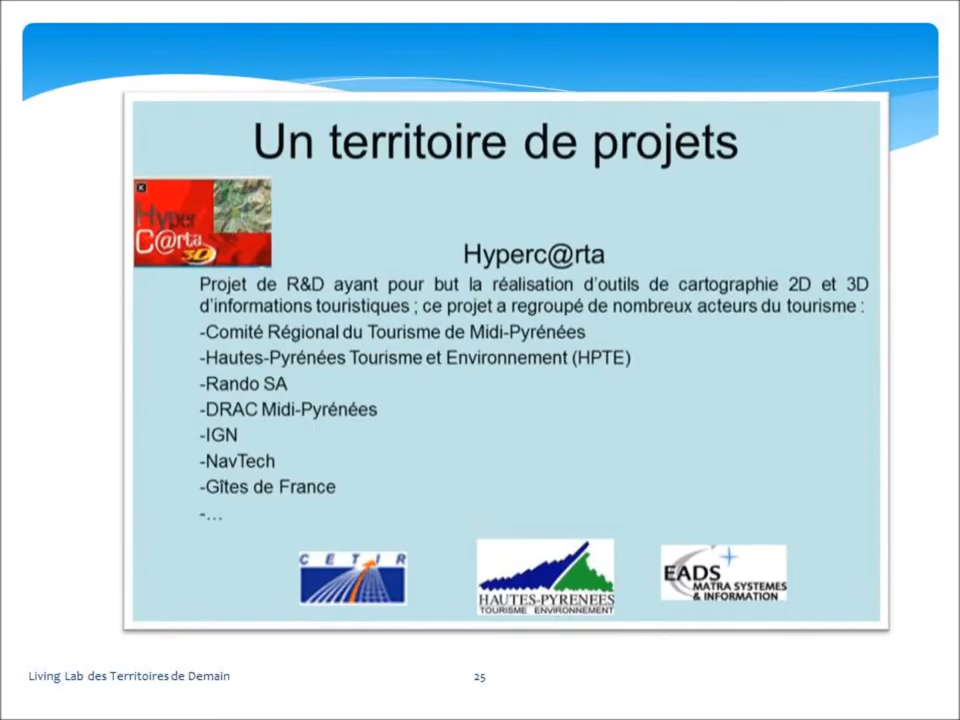 Un territoire de projets
Hyper
C@rta
3D
Hyperc@rta
Projet de R&D ayant pour but la réalisation d'outils de cartographie 2D et 3D
d'informations touristiques ; ce projet a regroupé de nombreux acteurs du tourisme :
-Comité Régional du Tourisme de Midi-Pyrénées
-Hautes-Pyrénées Tourisme et Environnement (HPTE)
-Rando SA
-DRAC Midi-Pyrénées
-IGN
-NavTech
-Gîtes de France
-…
CETIR
HAUTES-PYRENEES
TOURISME ENVIRONNEMENT
EADS
MATRA SYSTEMES
& INFORMATION
Living Lab des Territoires de Demain
25